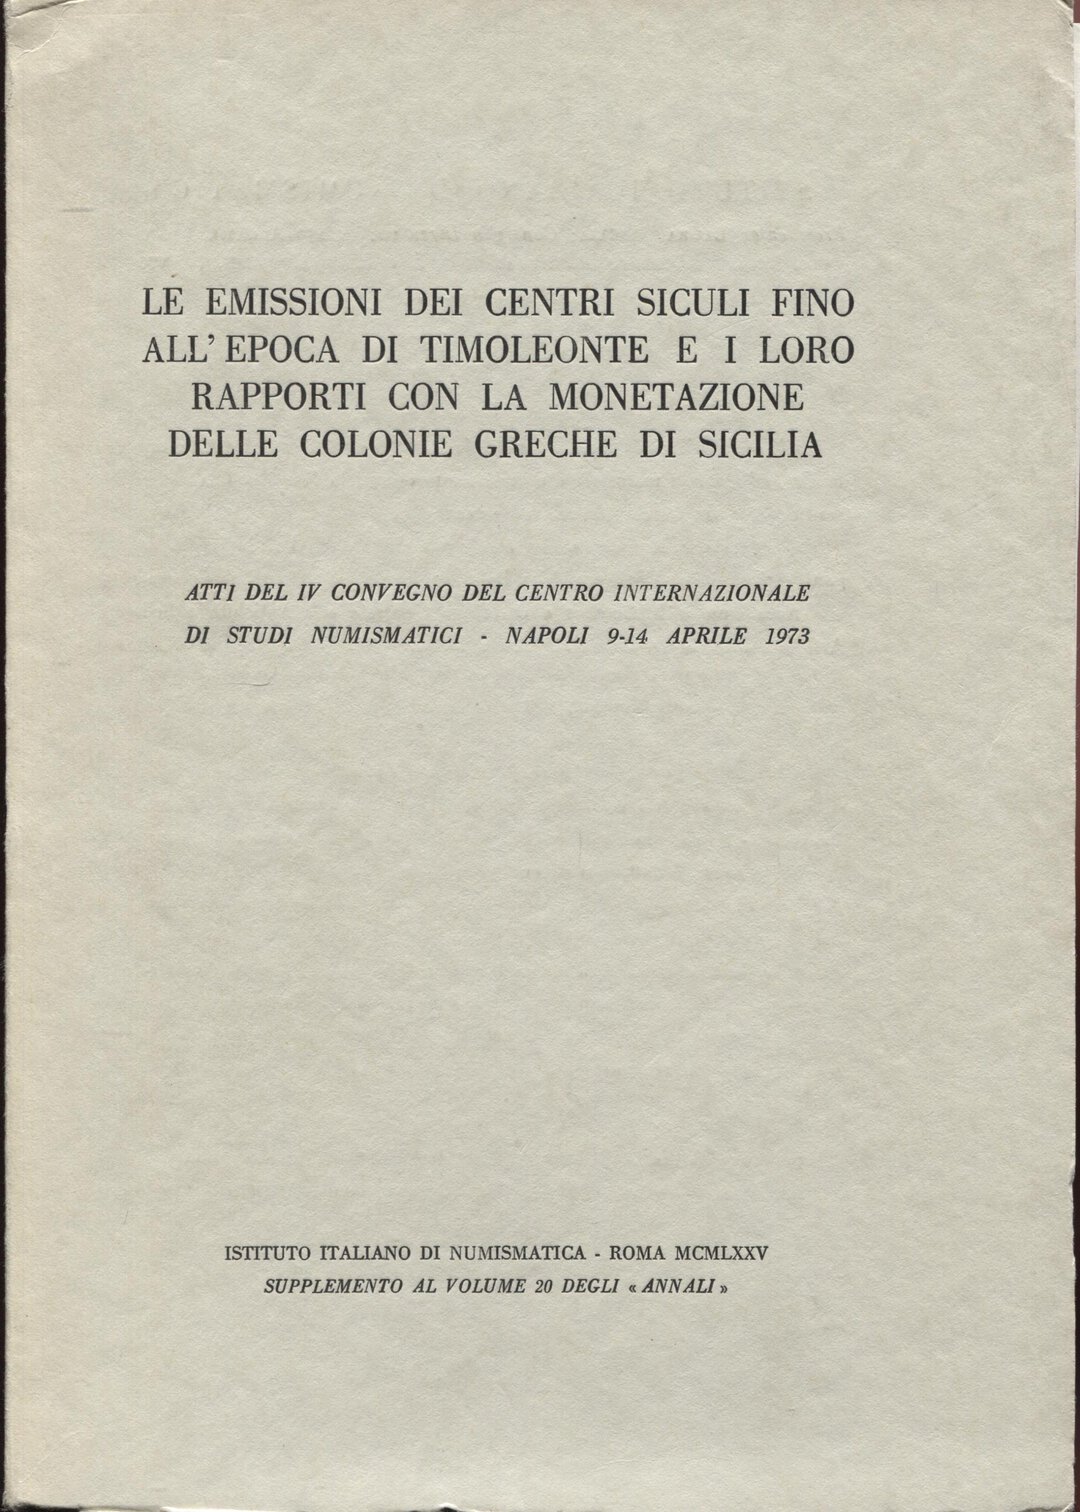 LE EMISSIONI DEI CENTRI SICULI FINO
ALL' EPOCA DI TIMOLEONTE E I LORO
RAPPORTI CON LA MONETAZIONE
DELLE COLONIE GRECHE DI SICILIA
ATTI DEL IV CONVEGNO DEL CENTRO INTERNAZIONALE
DI STUDI NUMISMATICI - NAPOLI 9-14 APRILE 1973
ISTITUTO ITALIANO DI NUMISMATICA - ROMA MCMLXXV
SUPPLEMENTO AL VOLUME 20 DEGLI « ANNALI »